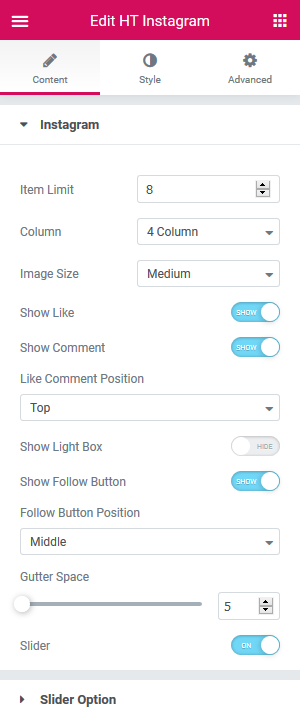 Edit HT Instagram
Content Style Advanced
Instagram
Item Limit 8
Column 4 Column
Image Size Medium
Show Like SHOW
Show Comment SHOW
Like Comment Position
Top
Show Light Box HIDE
Show Follow Button SHOW
Follow Button Position
Middle
Gutter Space
5
Slider ON
Slider Option